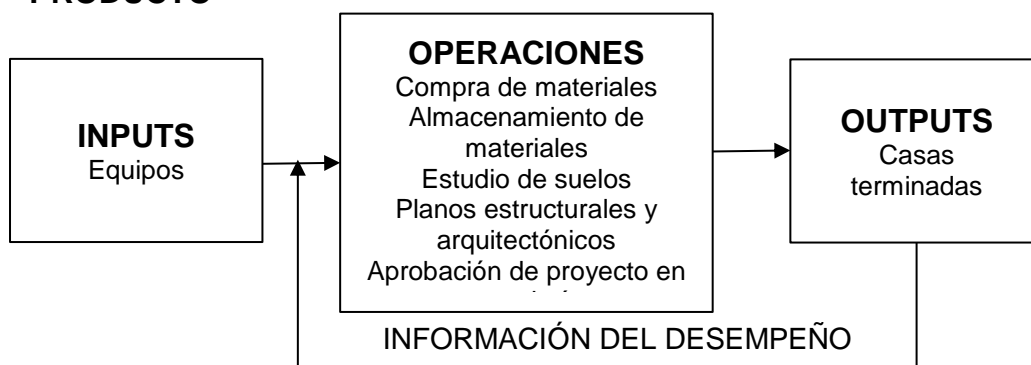 PRODUCTO
INPUTS
Equipos
OPERACIONES
Compra de materiales
Almacenamiento de
materiales
Estudio de suelos
Planos estructurales y
arquitectónicos
Aprobación de proyecto en
OUTPUTS
Casas
terminadas
INFORMACIÓN DEL DESEMPEÑO